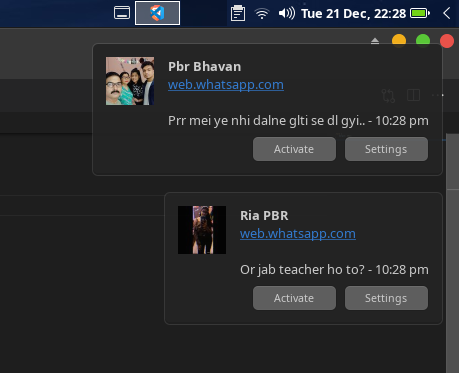 Tue 21 Dec, 22:28
Pbr Bhavan
web.whatsapp.com
Prr mei ye nhi dalne glti se dl gyi.. - 10:28 pm
Activate
Settings
Ria PBR
web.whatsapp.com
Or jab teacher ho to? - 10:28 pm
Activate
Settings